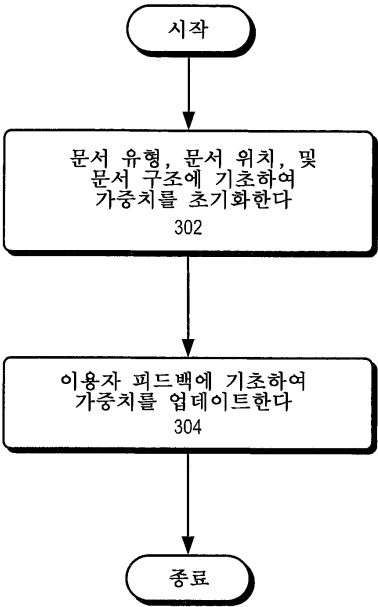 시작
문서 유형, 문서 위치, 및
문서 구조에 기초하여
가중치를 초기화한다
302
이용자 피드백에 기초하여
가중치를 업데이트한다
304
종료